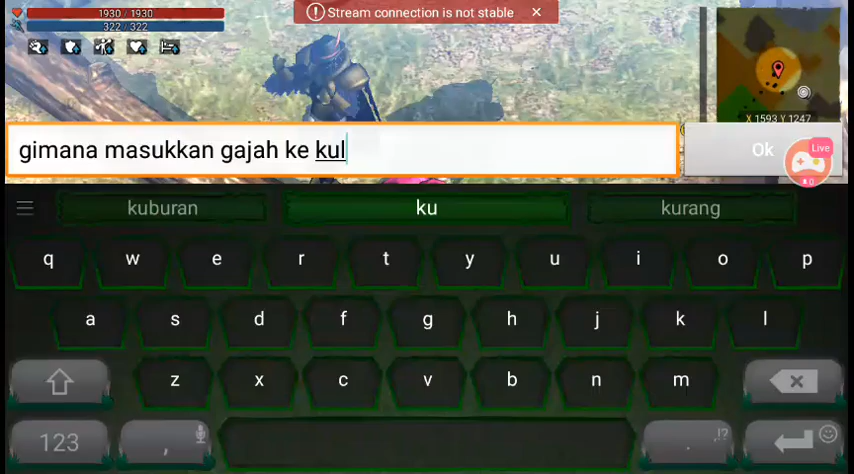 1930 / 1930
322 / 322
Stream connection is not stable
X 1593 Y 1247
gimana masukkan gajah ke kul
Ok
Live
0
kuburan ku kurang
q w e r t y u i o p
a s d f g h j k l
z x c v b n m
123 , . ,!?